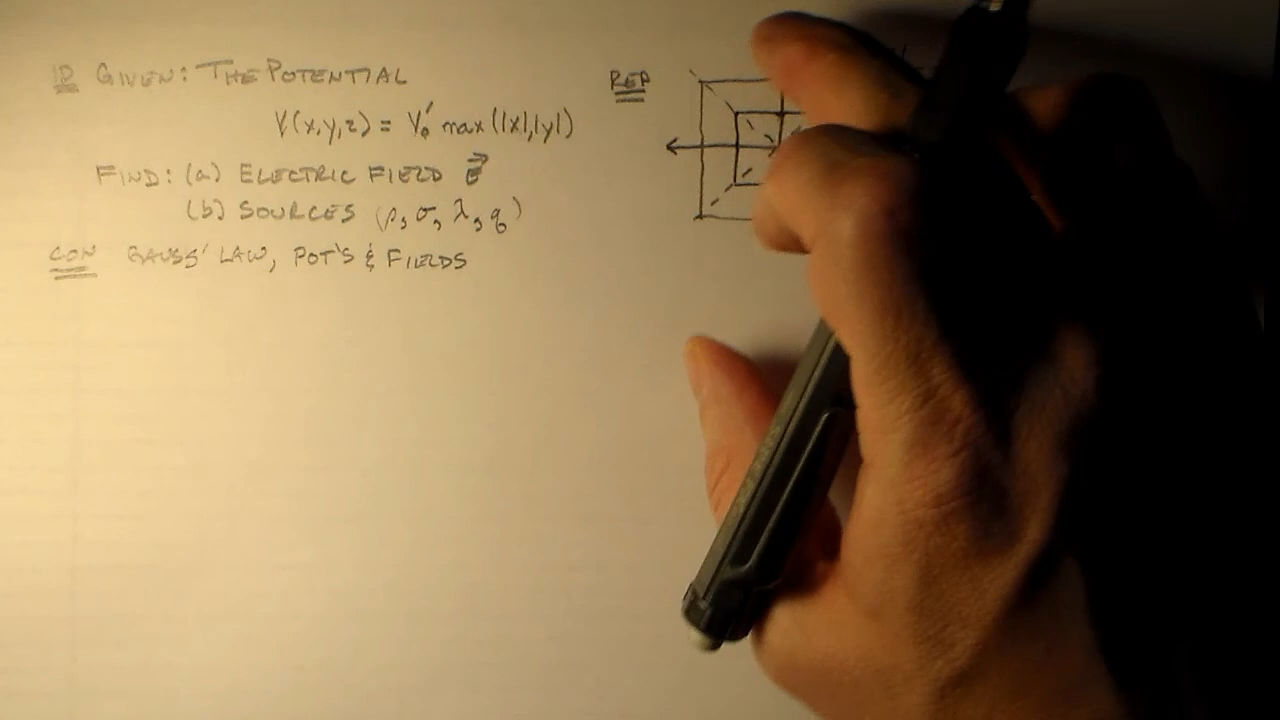 ID GIVEN: THE POTENTIAL
V(x,y,z) = V₀' max(|x|,|y|)
FIND: (a) ELECTRIC FIELD E⃗
(b) SOURCES (ρ, σ, λ, q)
CON GAUSS' LAW, POT'S & FIELDS
REP